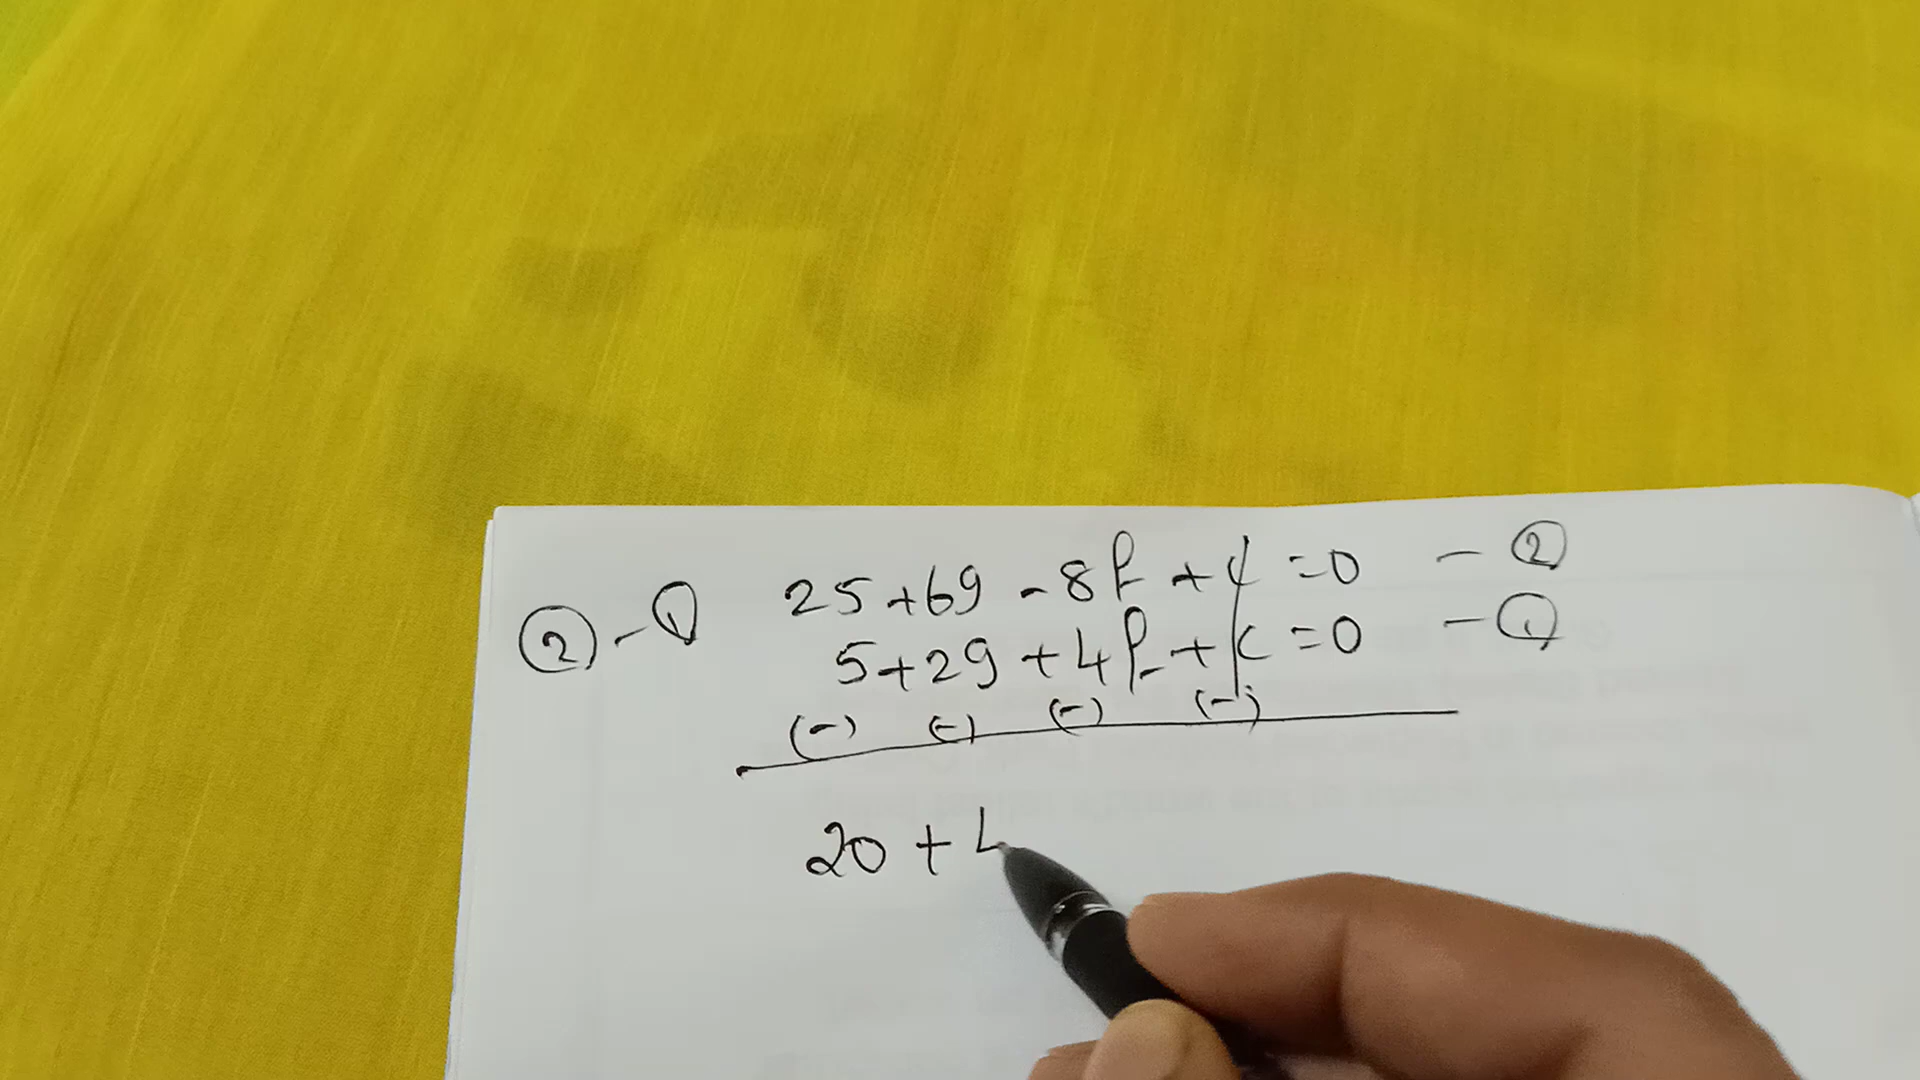 ② - ① 25 + 6g - 8f + c = 0 - ②
5 + 2g + 4f + c = 0 - ①
(-) (-) (-) (-)
20 + 4